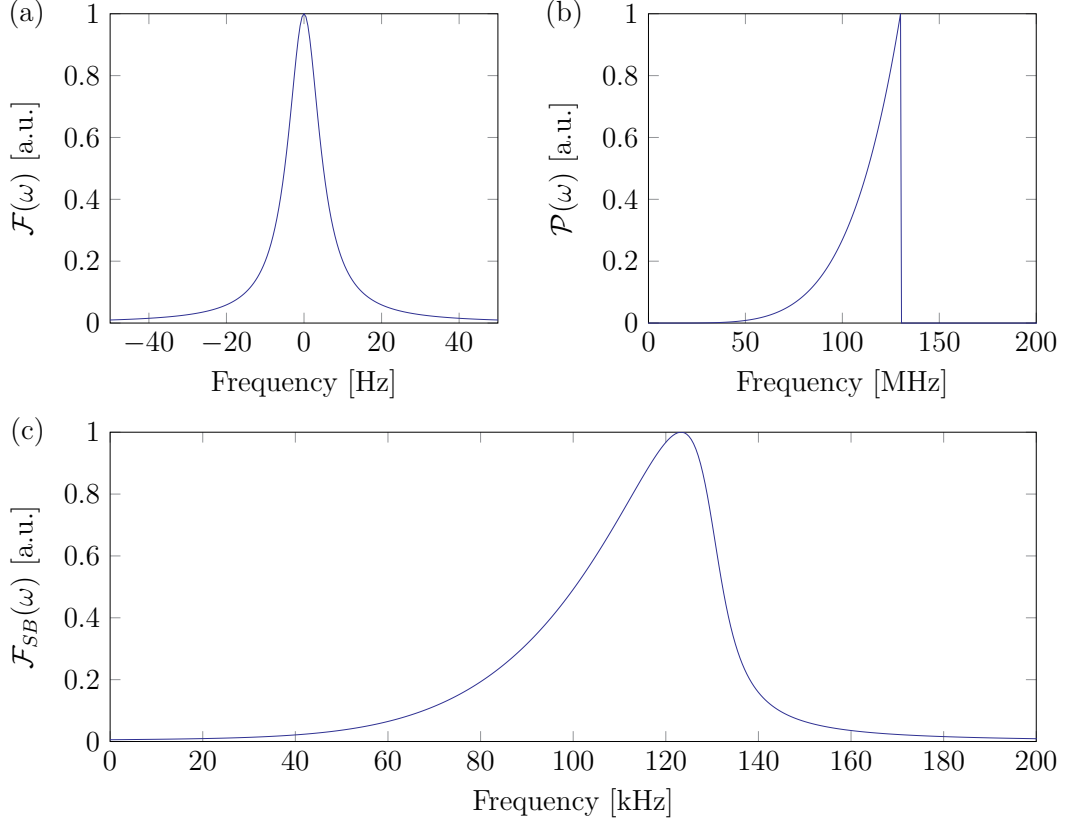 (a)
1
0.8
0.6
0.4
0.2
0
−40 −20 0 20 40
Frequency [Hz]
ℱ(ω) [a.u.]
(b)
1
0.8
0.6
0.4
0.2
0
0 50 100 150 200
Frequency [MHz]
𝒫(ω) [a.u.]
(c)
1
0.8
0.6
0.4
0.2
0
0 20 40 60 80 100 120 140 160 180 200
Frequency [kHz]
ℱ_{SB}(ω) [a.u.]